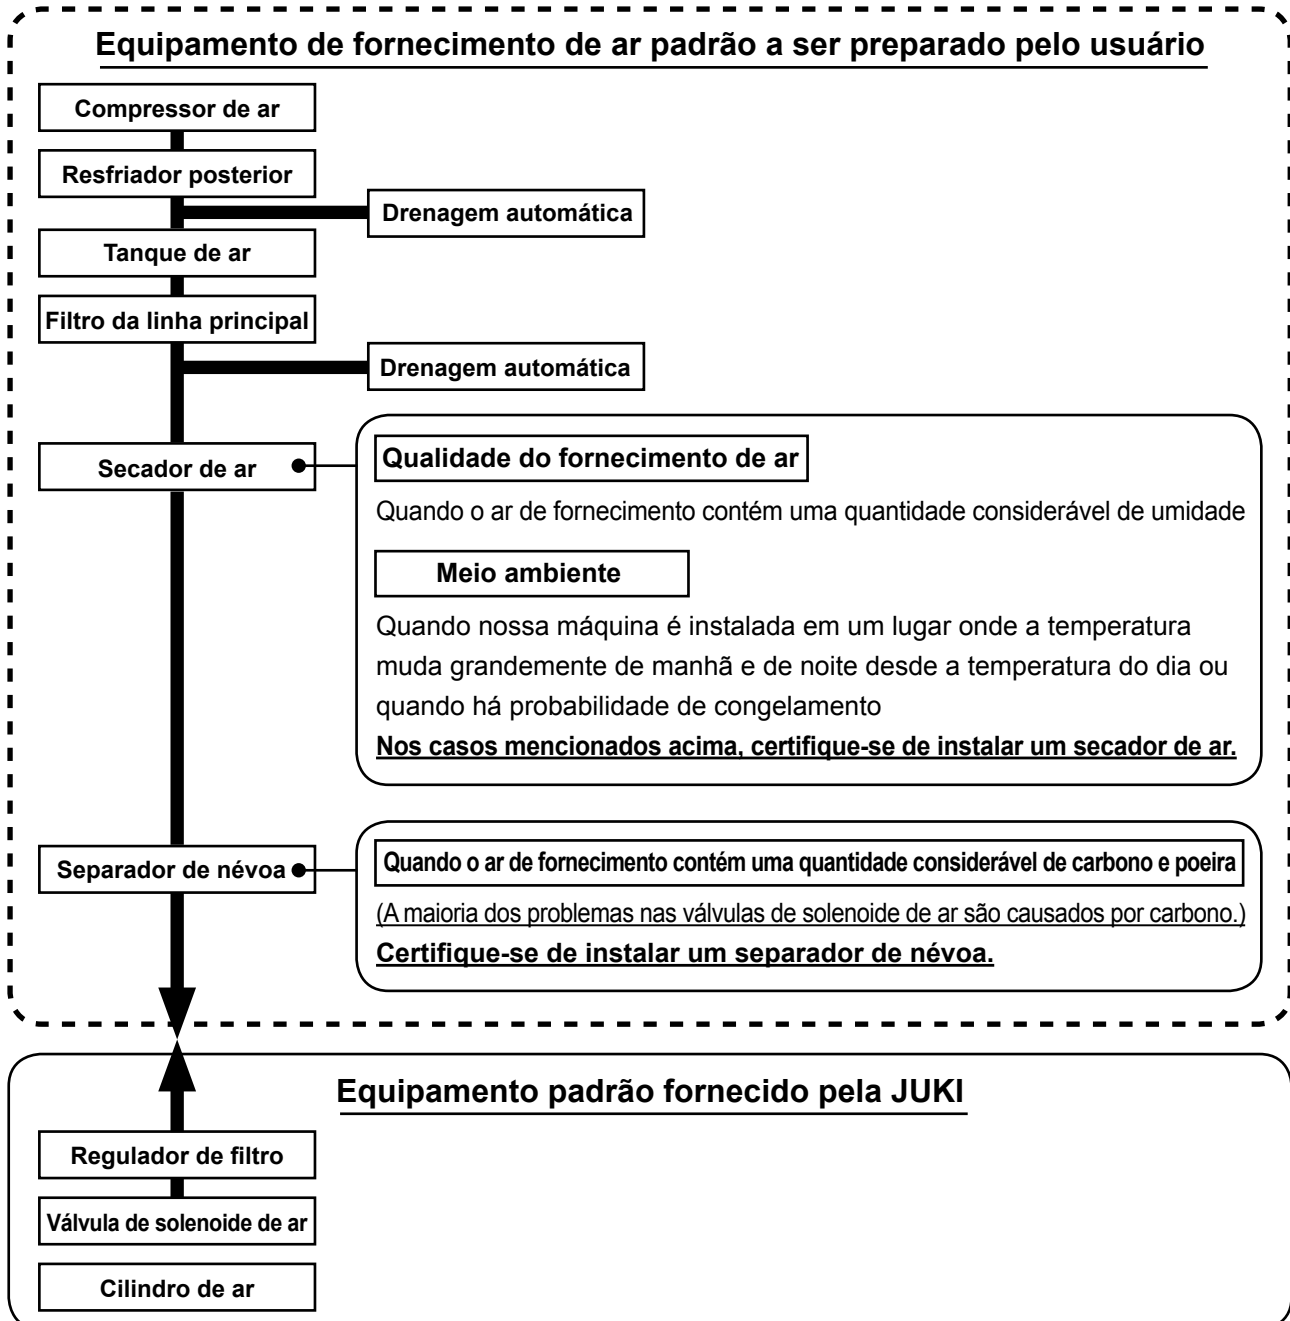 Equipamento de fornecimento de ar padrão a ser preparado pelo usuário
Compressor de ar
Resfriador posterior
Drenagem automática
Tanque de ar
Filtro da linha principal
Drenagem automática
Secador de ar
Qualidade do fornecimento de ar
Quando o ar de fornecimento contém uma quantidade considerável de umidade
Meio ambiente
Quando nossa máquina é instalada em um lugar onde a temperatura
muda grandemente de manhã e de noite desde a temperatura do dia ou
quando há probabilidade de congelamento
Nos casos mencionados acima, certifique-se de instalar um secador de ar.
Separador de névoa
Quando o ar de fornecimento contém uma quantidade considerável de carbono e poeira
(A maioria dos problemas nas válvulas de solenoide de ar são causados por carbono.)
Certifique-se de instalar um separador de névoa.
Equipamento padrão fornecido pela JUKI
Regulador de filtro
Válvula de solenoide de ar
Cilindro de ar